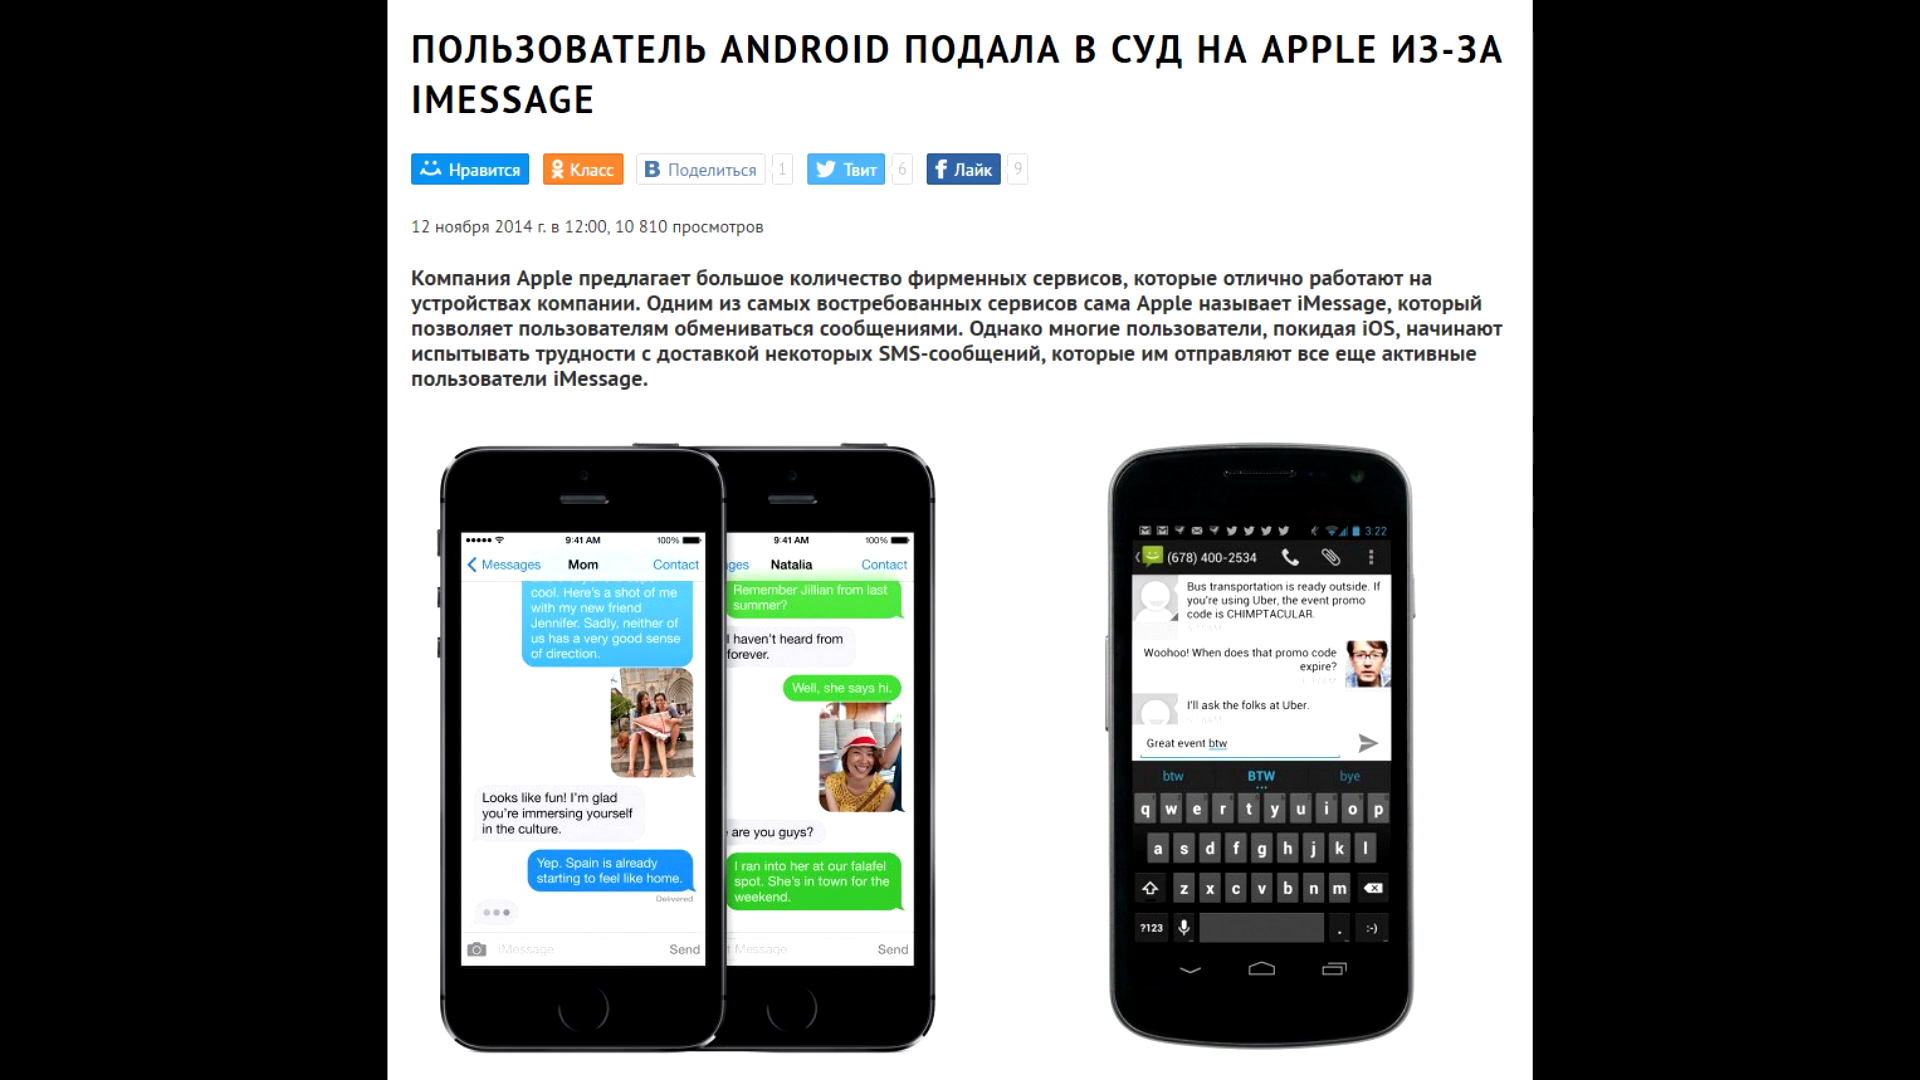 ПОЛЬЗОВАТЕЛЬ ANDROID ПОДАЛА В СУД НА APPLE ИЗ-ЗА
IMESSAGE
Нравится Класс Поделиться 1 Твит 6 Лайк 9
12 ноября 2014 г. в 12:00, 10 810 просмотров
Компания Apple предлагает большое количество фирменных сервисов, которые отлично работают на
устройствах компании. Одним из самых востребованных сервисов сама Apple называет iMessage, который
позволяет пользователям обмениваться сообщениями. Однако многие пользователи, покидая iOS, начинают
испытывать трудности с доставкой некоторых SMS-сообщений, которые им отправляют все еще активные
пользователи iMessage.
9:41 AM 100%
Messages Mom Contact
cool. Here's a shot of me
with my new friend
Jennifer. Sadly, neither of
us has a very good sense
of direction.
Looks like fun! I'm glad
you're immersing yourself
in the culture.
Yep. Spain is already
starting to feel like home.
Delivered
iMessage Send
9:41 AM 100%
ges Natalia Contact
Remember Jillian from last
summer?
I haven't heard from
forever.
Well, she says hi.
are you guys?
I ran into her at our falafel
spot. She's in town for the
weekend.
Message Send
3:22
(678) 400-2534
Bus transportation is ready outside. If
you're using Uber, the event promo
code is CHIMPTACULAR.
Woohoo! When does that promo code
expire?
I'll ask the folks at Uber.
Great event btw
btw BTW bye
q w e r t y u i o p
a s d f g h j k l
z x c v b n m
?123 . :-)